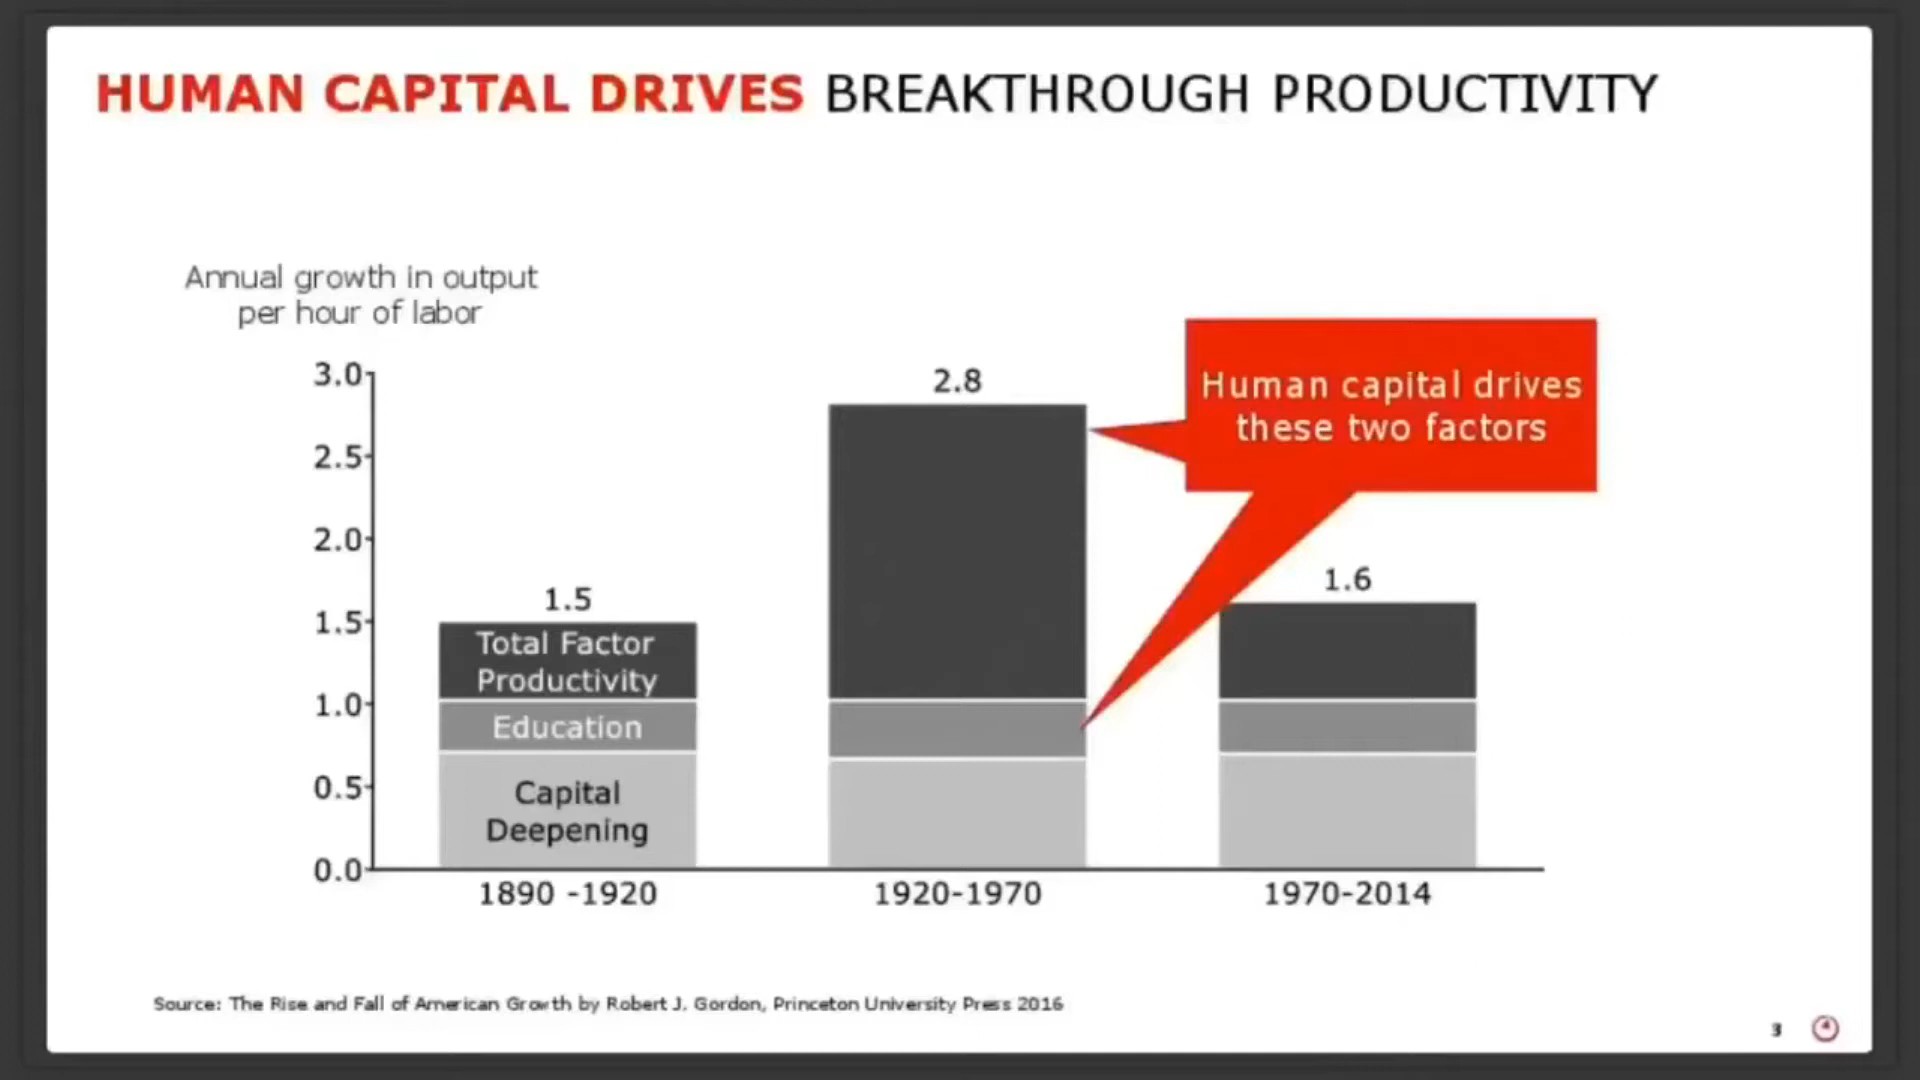 HUMAN CAPITAL DRIVES BREAKTHROUGH PRODUCTIVITY
Annual growth in output
per hour of labor
Human capital drives
these two factors
3.0
2.5
2.0
1.5
1.0
0.5
0.0
1.5
2.8
1.6
Total Factor
Productivity
Education
Capital
Deepening
1890 -1920
1920-1970
1970-2014
Source: The Rise and Fall of American Growth by Robert J. Gordon, Princeton University Press 2016
3